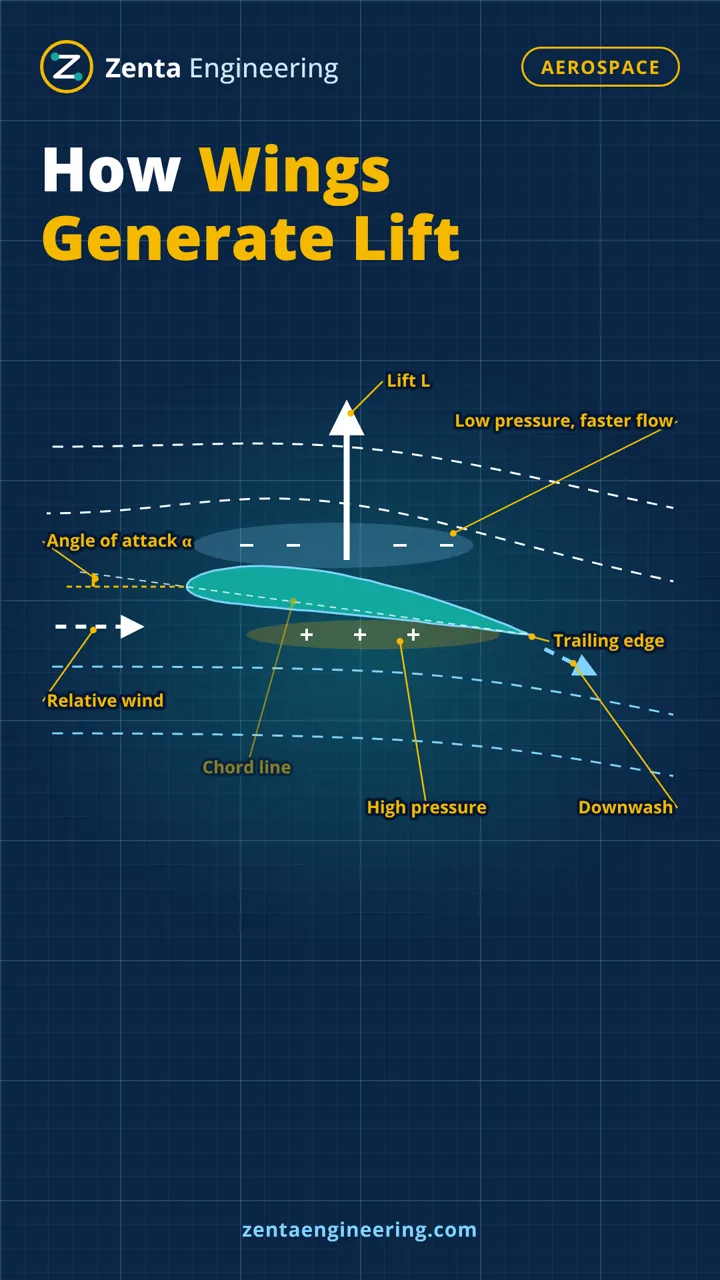 Zenta Engineering
AEROSPACE
How Wings
Generate Lift
Lift L
Low pressure, faster flow
Angle of attack α
− − − −
+ + +
Trailing edge
Relative wind
Chord line
High pressure
Downwash
zentaengineering.com